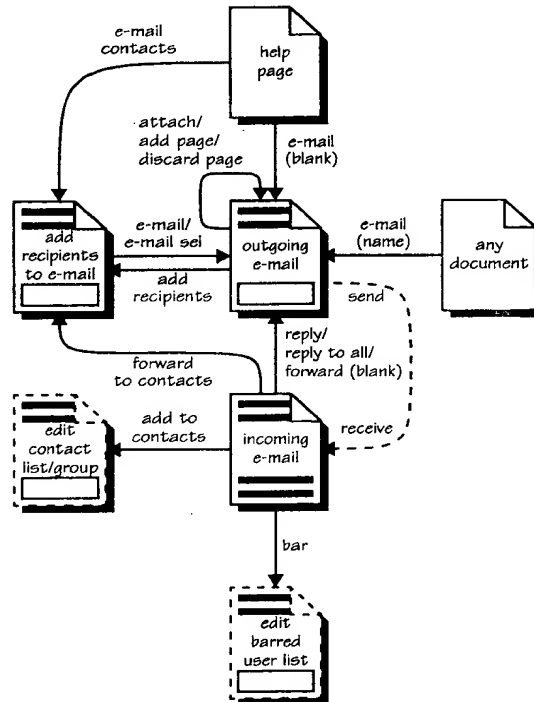 e-mail
contacts
help
page
attach/
add page/
discard page
e-mail
(blank)
add
recipients
to e-mail
e-mail/
e-mail sel
add
recipients
outgoing
e-mail
e-mail
(name)
any
document
send
reply/
reply to all/
forward (blank)
forward
to contacts
edit
contact
list/group
add to
contacts
incoming
e-mail
receive
bar
edit
barred
user list